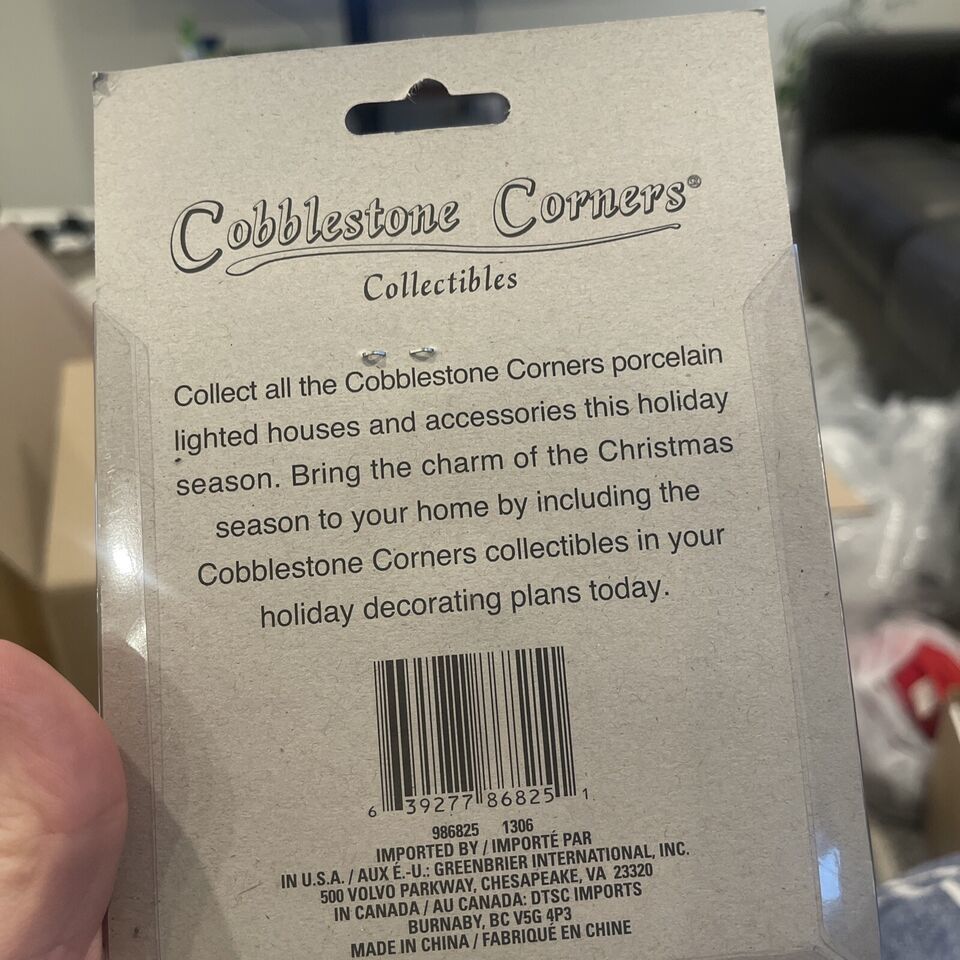 Cobblestone Corners®
Collectibles
Collect all the Cobblestone Corners porcelain
lighted houses and accessories this holiday
season. Bring the charm of the Christmas
season to your home by including the
Cobblestone Corners collectibles in your
holiday decorating plans today.
6 39277 86825 1
986825 1306
IMPORTED BY / IMPORTÉ PAR
IN U.S.A. / AUX É.-U.: GREENBRIER INTERNATIONAL, INC.
500 VOLVO PARKWAY, CHESAPEAKE, VA 23320
IN CANADA / AU CANADA: DTSC IMPORTS
BURNABY, BC V5G 4P3
MADE IN CHINA / FABRIQUÉ EN CHINE